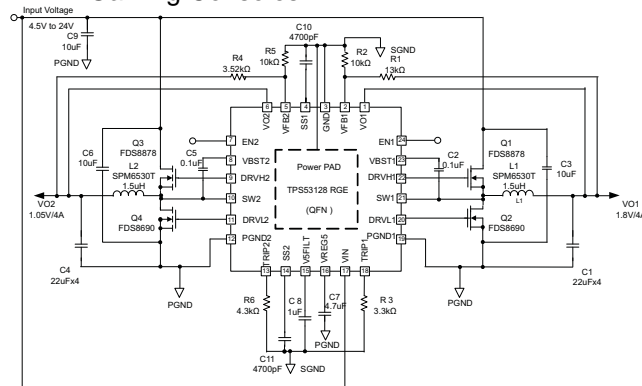 Input Voltage
4.5V to 24V
C9
10uF
PGND
C10
4700pF
SGND
R5
10kΩ
R2
10kΩ
R4
3.52kΩ
R1
13kΩ
6
5
4
3
2
1
VO2
VFB2
SS1
GND
VFB1
VO1
7
EN2
EN1
24
Q3
FDS8878
C5
0.1uF
8
VBST2
Power PAD
VBST1
23
C2
0.1uF
Q1
FDS8878
C6
10uF
L2
SPM6530T
1.5uH
9
DRVH2
TPS53128 RGE
DRVH1
22
L1
SPM6530T
1.5uH
L1
C3
10uF
VO2
1.05V/4A
10
SW2
(QFN)
SW1
21
VO1
1.8V/4A
Q4
FDS8690
11
DRVL2
DRVL1
20
Q2
FDS8690
12
PGND2
PGND1
19
TRIP2
SS2
V5FILT
VREG5
VIN
TRIP1
13
14
15
16
17
18
C4
22uFx4
PGND
PGND
C1
22uFx4
R6
4.3kΩ
C 8
1uF
C7
4.7uF
R 3
3.3kΩ
PGND
C11
4700pF
SGND